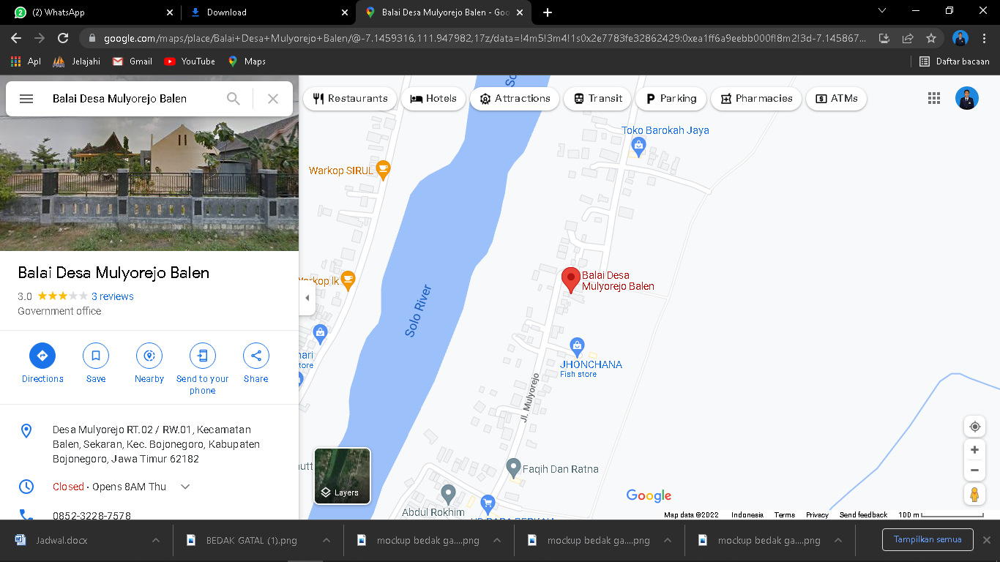 (2) WhatsApp
Download
Balai Desa Mulyorejo Balen - Goo
google.com/maps/place/Balai+Desa+Mulyorejo+Balen/@-7.1459316,111.947982,17z/data=!4m5!3m4!1s0x2e7783fe32862429:0xea1ff6a9eebb000f!8m2!3d-7.145867...
Apl
Jelajahi
Gmail
YouTube
Maps
Daftar bacaan
Balai Desa Mulyorejo Balen
Restaurants
Hotels
Attractions
Transit
Parking
Pharmacies
ATMs
Balai Desa Mulyorejo Balen
3.0
3 reviews
Government office
Directions
Save
Nearby
Send to your
phone
Share
Desa Mulyorejo RT.02 / RW.01, Kecamatan
Balen, Sekaran, Kec. Bojonegoro, Kabupaten
Bojonegoro, Jawa Timur 62182
Closed · Opens 8AM Thu
0852-3228-7578
Toko Barokah Jaya
Warkop SIRUL
Warkop Ik
Balai Desa
Mulyorejo Balen
Solo River
JHONCHANA
Fish store
Jl. Mulyorejo
Faqih Dan Ratna
Abdul Rokhim
Layers
Google
Map data ©2022
Indonesia
Terms
Privacy
Send feedback
100 m
Jadwal.docx
BEDAK GATAL (1).png
mockup bedak ga....png
mockup bedak ga....png
mockup bedak ga....png
Tampilkan semua